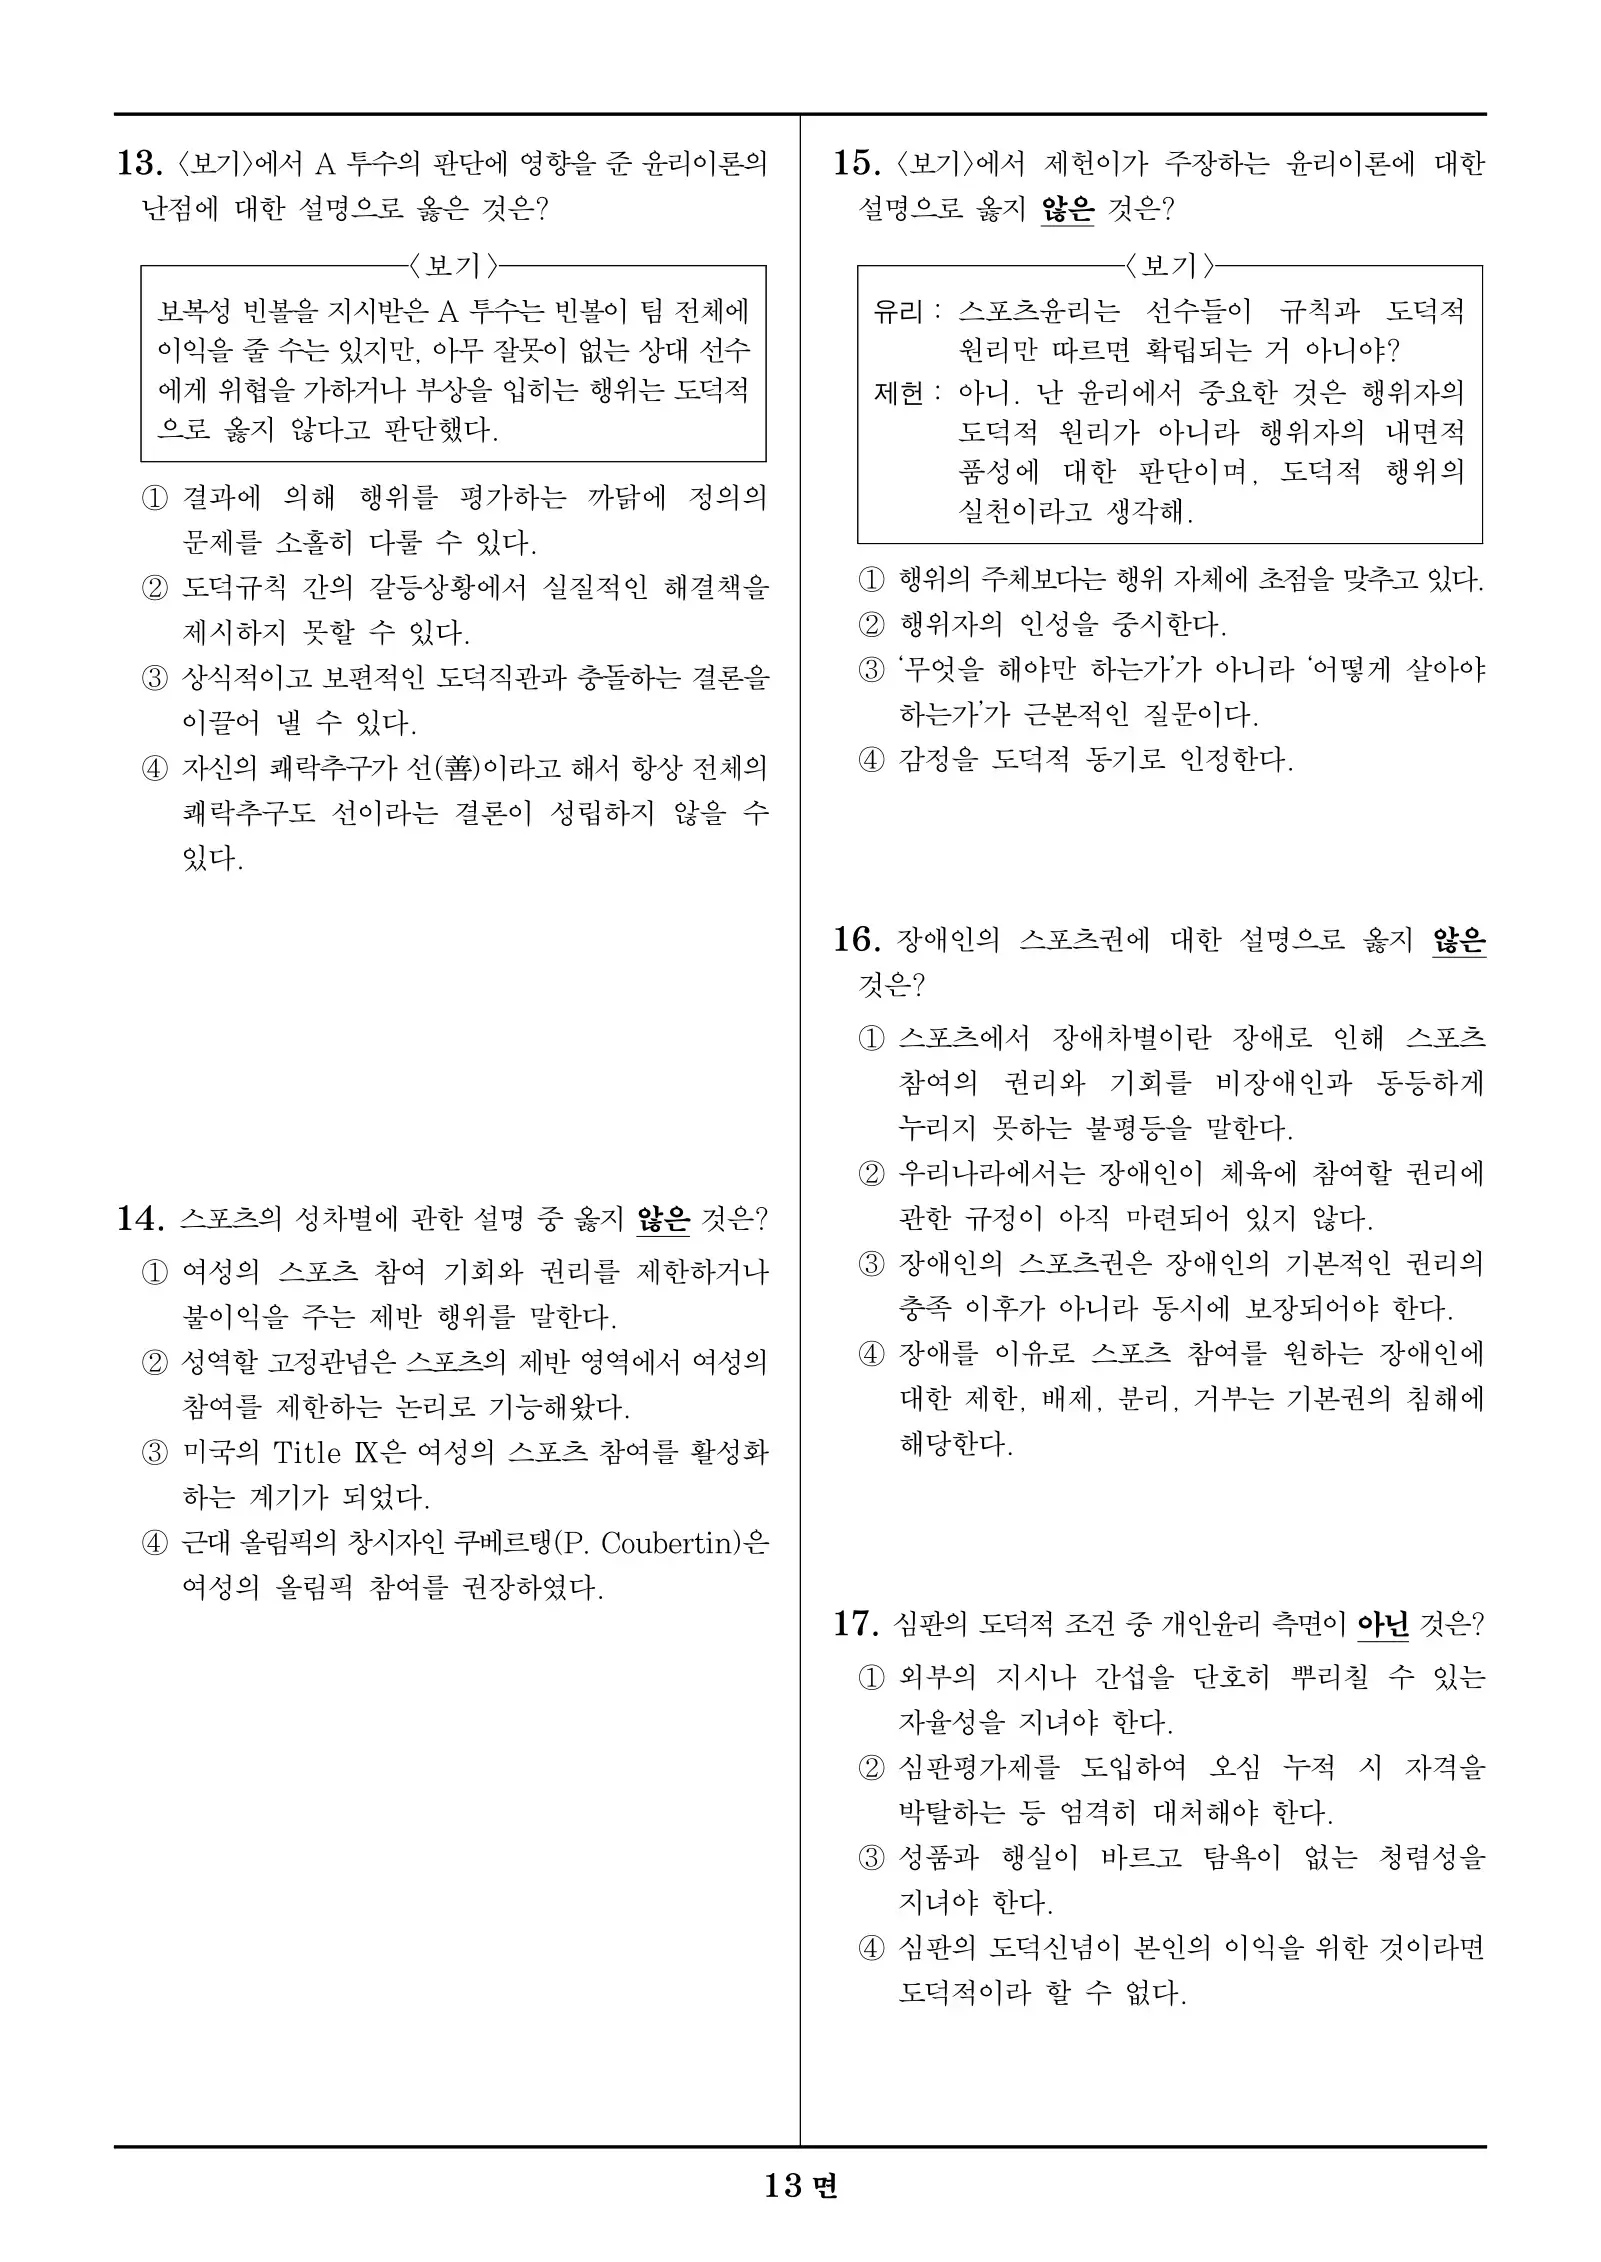 13. 〈보기〉에서 A 투수의 판단에 영향을 준 윤리이론의
난점에 대한 설명으로 옳은 것은?
〈보기〉
보복성 빈볼을 지시받은 A 투수는 빈볼이 팀 전체에
이익을 줄 수는 있지만, 아무 잘못이 없는 상대 선수
에게 위협을 가하거나 부상을 입히는 행위는 도덕적
으로 옳지 않다고 판단했다.
① 결과에 의해 행위를 평가하는 까닭에 정의의
문제를 소홀히 다룰 수 있다.
② 도덕규칙 간의 갈등상황에서 실질적인 해결책을
제시하지 못할 수 있다.
③ 상식적이고 보편적인 도덕직관과 충돌하는 결론을
이끌어 낼 수 있다.
④ 자신의 쾌락추구가 선(善)이라고 해서 항상 전체의
쾌락추구도 선이라는 결론이 성립하지 않을 수
있다.
14. 스포츠의 성차별에 관한 설명 중 옳지 않은 것은?
① 여성의 스포츠 참여 기회와 권리를 제한하거나
불이익을 주는 제반 행위를 말한다.
② 성역할 고정관념은 스포츠의 제반 영역에서 여성의
참여를 제한하는 논리로 기능해왔다.
③ 미국의 Title Ⅸ은 여성의 스포츠 참여를 활성화
하는 계기가 되었다.
④ 근대 올림픽의 창시자인 쿠베르탱(P. Coubertin)은
여성의 올림픽 참여를 권장하였다.
15. 〈보기〉에서 제헌이가 주장하는 윤리이론에 대한
설명으로 옳지 않은 것은?
〈보기〉
유리 : 스포츠윤리는 선수들이 규칙과 도덕적
원리만 따르면 확립되는 거 아니야?
제헌 : 아니. 난 윤리에서 중요한 것은 행위자의
도덕적 원리가 아니라 행위자의 내면적
품성에 대한 판단이며, 도덕적 행위의
실천이라고 생각해.
① 행위의 주체보다는 행위 자체에 초점을 맞추고 있다.
② 행위자의 인성을 중시한다.
③ ‘무엇을 해야만 하는가’가 아니라 ‘어떻게 살아야
하는가’가 근본적인 질문이다.
④ 감정을 도덕적 동기로 인정한다.
16. 장애인의 스포츠권에 대한 설명으로 옳지 않은
것은?
① 스포츠에서 장애차별이란 장애로 인해 스포츠
참여의 권리와 기회를 비장애인과 동등하게
누리지 못하는 불평등을 말한다.
② 우리나라에서는 장애인이 체육에 참여할 권리에
관한 규정이 아직 마련되어 있지 않다.
③ 장애인의 스포츠권은 장애인의 기본적인 권리의
충족 이후가 아니라 동시에 보장되어야 한다.
④ 장애를 이유로 스포츠 참여를 원하는 장애인에
대한 제한, 배제, 분리, 거부는 기본권의 침해에
해당한다.
17. 심판의 도덕적 조건 중 개인윤리 측면이 아닌 것은?
① 외부의 지시나 간섭을 단호히 뿌리칠 수 있는
자율성을 지녀야 한다.
② 심판평가제를 도입하여 오심 누적 시 자격을
박탈하는 등 엄격히 대처해야 한다.
③ 성품과 행실이 바르고 탐욕이 없는 청렴성을
지녀야 한다.
④ 심판의 도덕신념이 본인의 이익을 위한 것이라면
도덕적이라 할 수 없다.
13 면